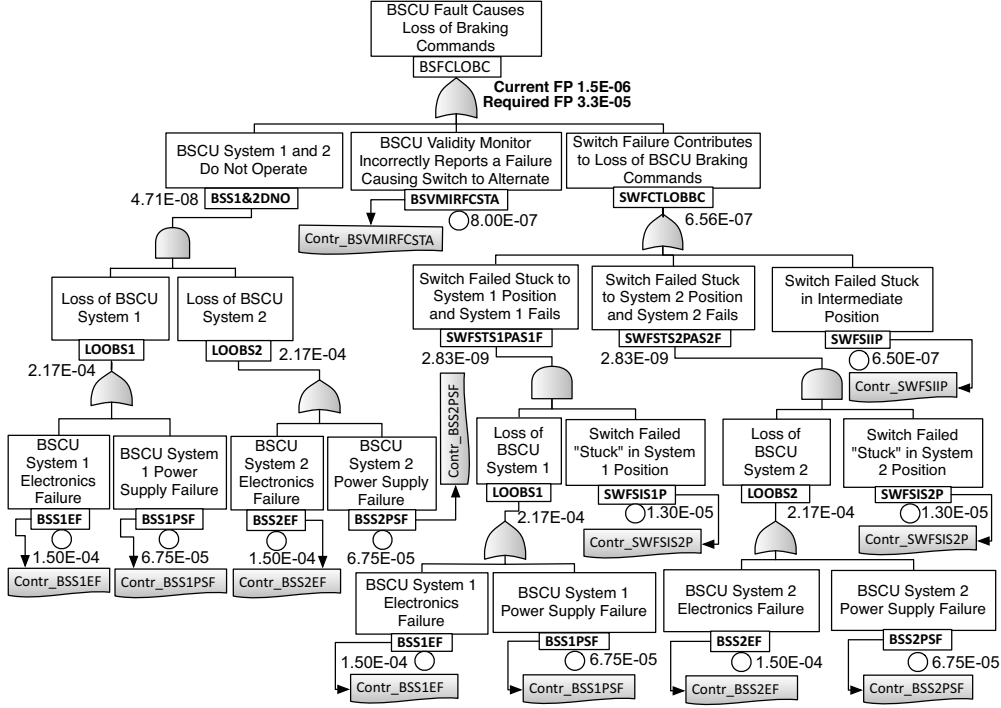 BSCU Fault Causes
Loss of Braking
Commands
BSFCLOBC
Current FP 1.5E-06
Required FP 3.3E-05
BSCU System 1 and 2
Do Not Operate
BSS1&2DNO
4.71E-08
BSCU Validity Monitor
Incorrectly Reports a Failure
Causing Switch to Alternate
BSVMIRFCSTA
8.00E-07
Contr_BSVMIRFCSTA
Switch Failure Contributes
to Loss of BSCU Braking
Commands
SWFCTLOBBC
6.56E-07
Loss of BSCU
System 1
LOOBS1
2.17E-04
Loss of BSCU
System 2
LOOBS2
2.17E-04
Switch Failed Stuck to
System 1 Position
and System 1 Fails
SWFSTS1PAS1F
2.83E-09
Switch Failed Stuck
to System 2 Position
and System 2 Fails
SWFSTS2PAS2F
2.83E-09
Switch Failed Stuck
in Intermediate
Position
SWFSIIP
6.50E-07
Contr_SWFSIIP
BSCU
System 1
Electronics
Failure
BSS1EF
1.50E-04
Contr_BSS1EF
BSCU System
1 Power
Supply Failure
BSS1PSF
6.75E-05
Contr_BSS1PSF
BSCU
System 2
Electronics
Failure
BSS2EF
1.50E-04
Contr_BSS2EF
BSCU
System 2
Power Supply
Failure
BSS2PSF
6.75E-05
Contr_BSS2PSF
Loss of
BSCU
System 1
LOOBS1
2.17E-04
Switch Failed
"Stuck" in System
1 Position
SWFSIS1P
1.30E-05
Contr_SWFSIS2P
Loss of
BSCU
System 2
LOOBS2
2.17E-04
Switch Failed
"Stuck" in System
2 Position
SWFSIS2P
1.30E-05
Contr_SWFSIS2P
BSCU System 1
Electronics
Failure
BSS1EF
1.50E-04
Contr_BSS1EF
BSCU System 1
Power Supply Failure
BSS1PSF
6.75E-05
Contr_BSS1PSF
BSCU System 2
Electronics Failure
BSS2EF
1.50E-04
Contr_BSS2EF
BSCU System 2
Power Supply Failure
BSS2PSF
6.75E-05
Contr_BSS2PSF